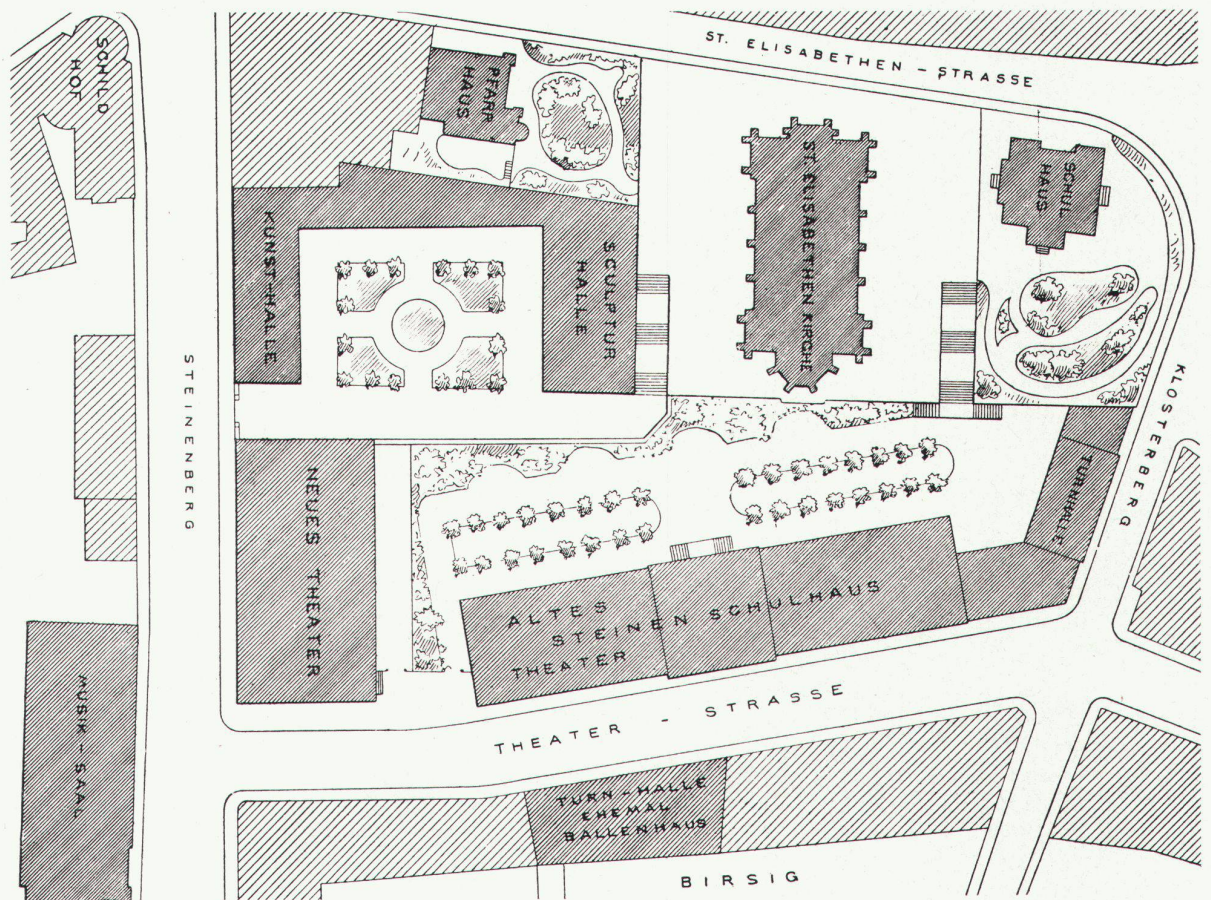 SCHILD
HOF
ST. ELISABETHEN – STRASSE
PFARR
HAUS
ST. ELISABETHEN KIRCHE
SCHUL
HAUS
KUNST–HALLE
SCULPTUR
HALLE
STEINENBERG
KLOSTERBERG
NEUES THEATER
TURNHALLE
ALTES
STEINEN SCHULHAUS
THEATER
MUSIK – SAAL
THEATER – STRASSE
TURN – HALLE
EHEMAL
BALLENHAUS
BIRSIG